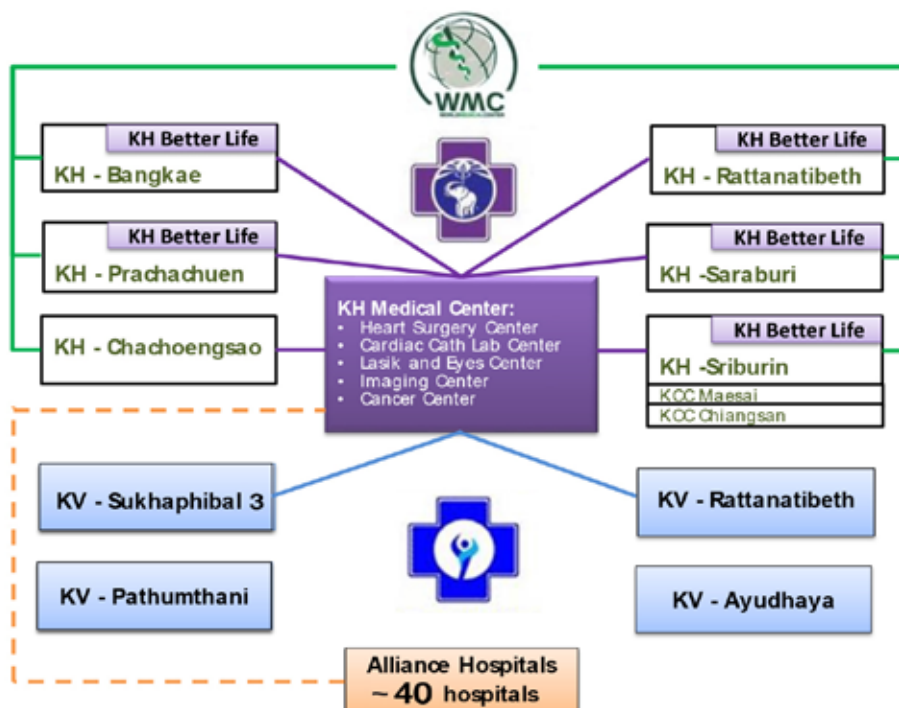 WMC
WORLD MEDICAL CENTER
KH Better Life
KH - Bangkae
KH Better Life
KH - Rattanatibeth
KH Better Life
KH - Prachachuen
KH Better Life
KH -Saraburi
KH - Chachoengsao
KH Medical Center:
• Heart Surgery Center
• Cardiac Cath Lab Center
• Lasik and Eyes Center
• Imaging Center
• Cancer Center
KH Better Life
KH -Sriburin
KCC Maesai
KCC Chiangsan
KV - Sukhaphibal 3
KV - Rattanatibeth
KV - Pathumthani
KV - Ayudhaya
Alliance Hospitals
~ 40 hospitals